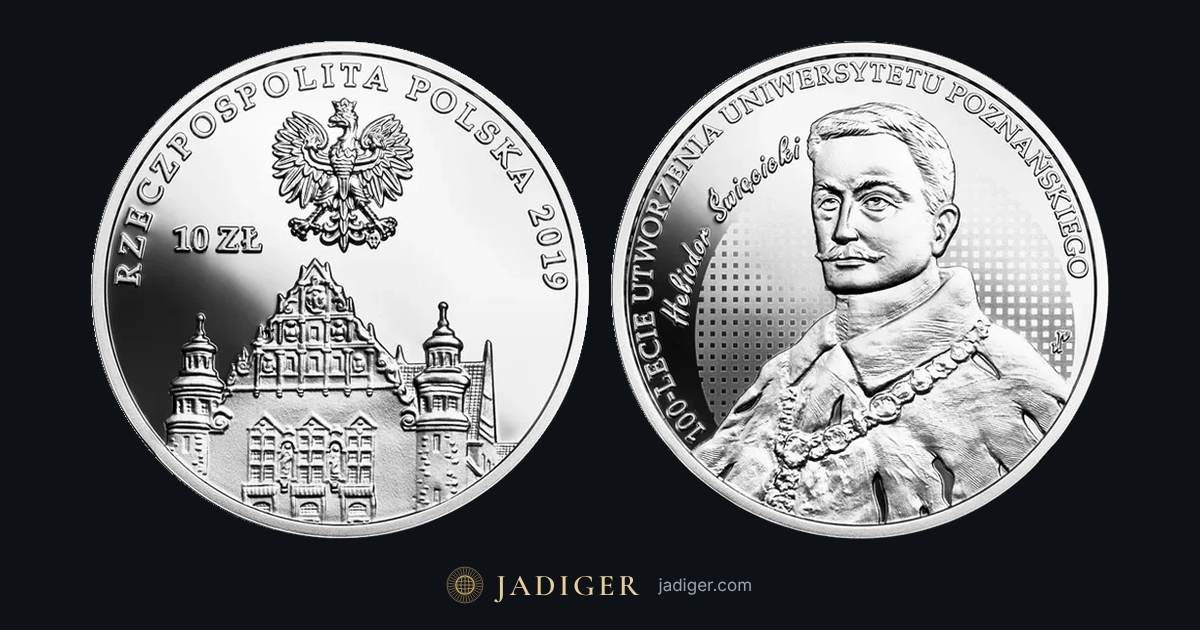 RZECZPOSPOLITA POLSKA 2019
10 ZŁ
100-LECIE UTWORZENIA UNIWERSYTETU POZNAŃSKIEGO
Heliodor Święcicki
JADIGER jadiger.com